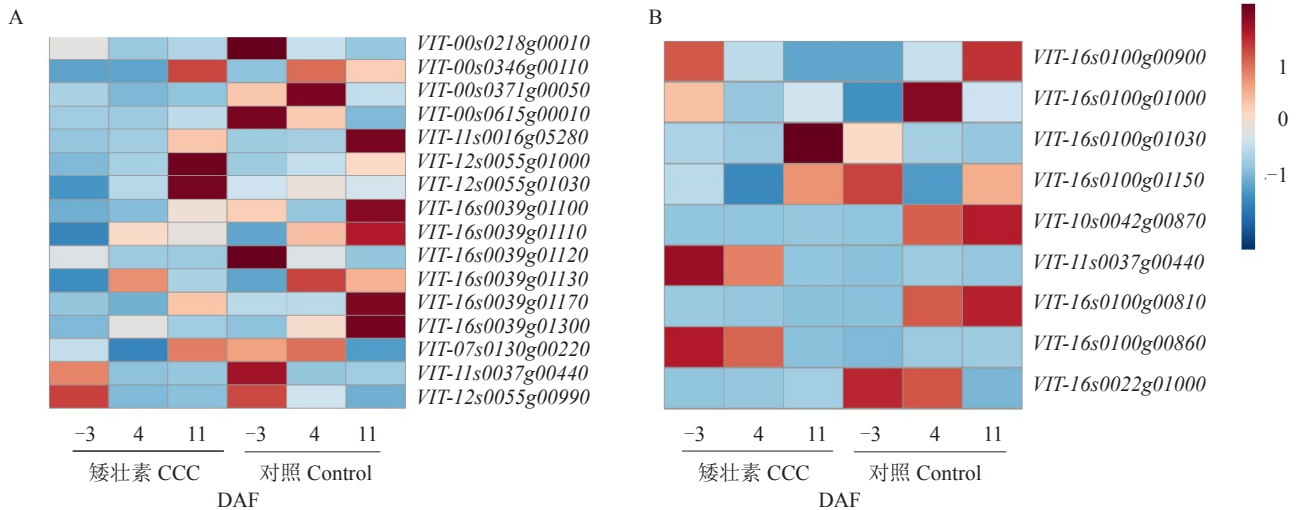 A
VIT-00s0218g00010
VIT-00s0346g00110
VIT-00s0371g00050
VIT-00s0615g00010
VIT-11s0016g05280
VIT-12s0055g01000
VIT-12s0055g01030
VIT-16s0039g01100
VIT-16s0039g01110
VIT-16s0039g01120
VIT-16s0039g01130
VIT-16s0039g01170
VIT-16s0039g01300
VIT-07s0130g00220
VIT-11s0037g00440
VIT-12s0055g00990
−3 4 11 −3 4 11
矮壮素 CCC 对照 Control
DAF
B
VIT-16s0100g00900
VIT-16s0100g01000
VIT-16s0100g01030
VIT-16s0100g01150
VIT-10s0042g00870
VIT-11s0037g00440
VIT-16s0100g00810
VIT-16s0100g00860
VIT-16s0022g01000
−3 4 11 −3 4 11
矮壮素 CCC 对照 Control
DAF
1
0
−1